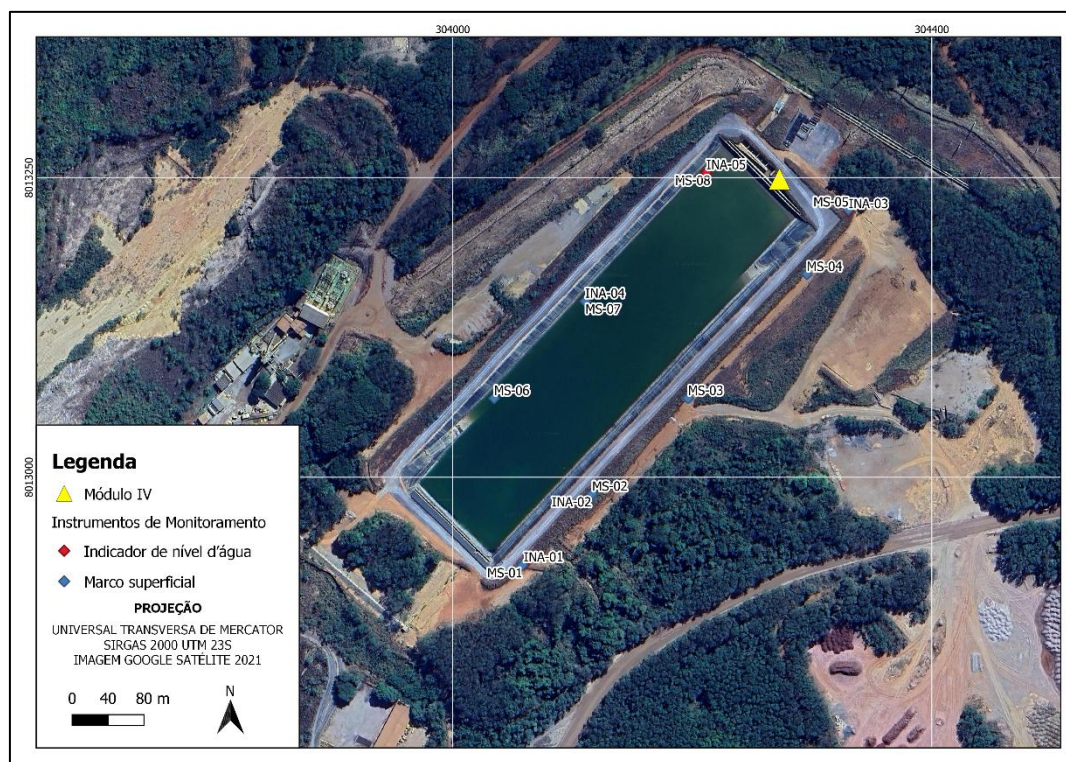 304000
304400
8013250
8013000
INA-05
MS-08
MS-05
INA-03
MS-04
INA-04
MS-07
MS-06
MS-03
MS-02
INA-02
INA-01
MS-01
Legenda
Módulo IV
Instrumentos de Monitoramento
Indicador de nível d'água
Marco superficial
PROJEÇÃO
UNIVERSAL TRANSVERSA DE MERCATOR
SIRGAS 2000 UTM 23S
IMAGEM GOOGLE SATÉLITE 2021
0 40 80 m
N